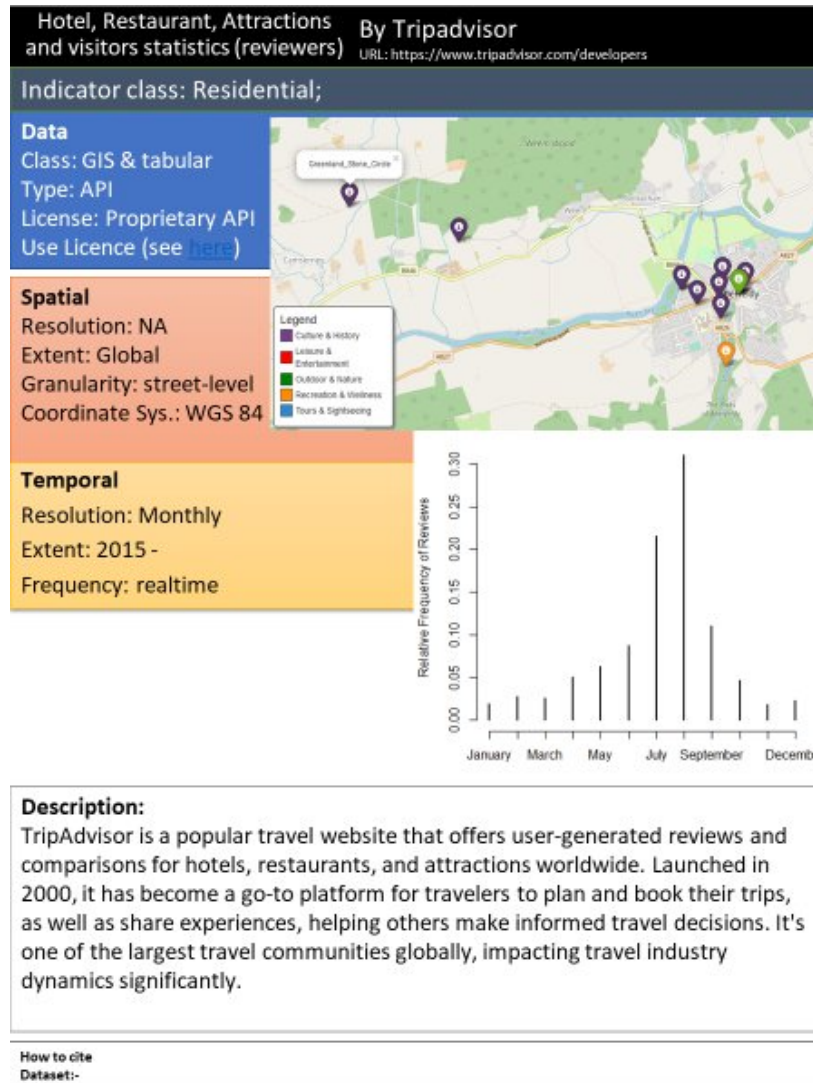 Hotel, Restaurant, Attractions
and visitors statistics (reviewers)
By Tripadvisor
URL: https://www.tripadvisor.com/developers
Indicator class: Residential;
Data
Class: GIS & tabular
Type: API
License: Proprietary API
Use Licence (see here)
Greenland_Stone_Circle
Legend
Culture & History
Leisure &
Entertainment
Outdoor & Nature
Recreation & Wellness
Tours & Sightseeing
Spatial
Resolution: NA
Extent: Global
Granularity: street-level
Coordinate Sys.: WGS 84
Temporal
Resolution: Monthly
Extent: 2015 -
Frequency: realtime
Relative Frequency of Reviews
0.30
0.25
0.20
0.15
0.10
0.05
0.00
January March May July September Decemb
Description:
TripAdvisor is a popular travel website that offers user-generated reviews and
comparisons for hotels, restaurants, and attractions worldwide. Launched in
2000, it has become a go-to platform for travelers to plan and book their trips,
as well as share experiences, helping others make informed travel decisions. It's
one of the largest travel communities globally, impacting travel industry
dynamics significantly.
How to cite
Dataset:-